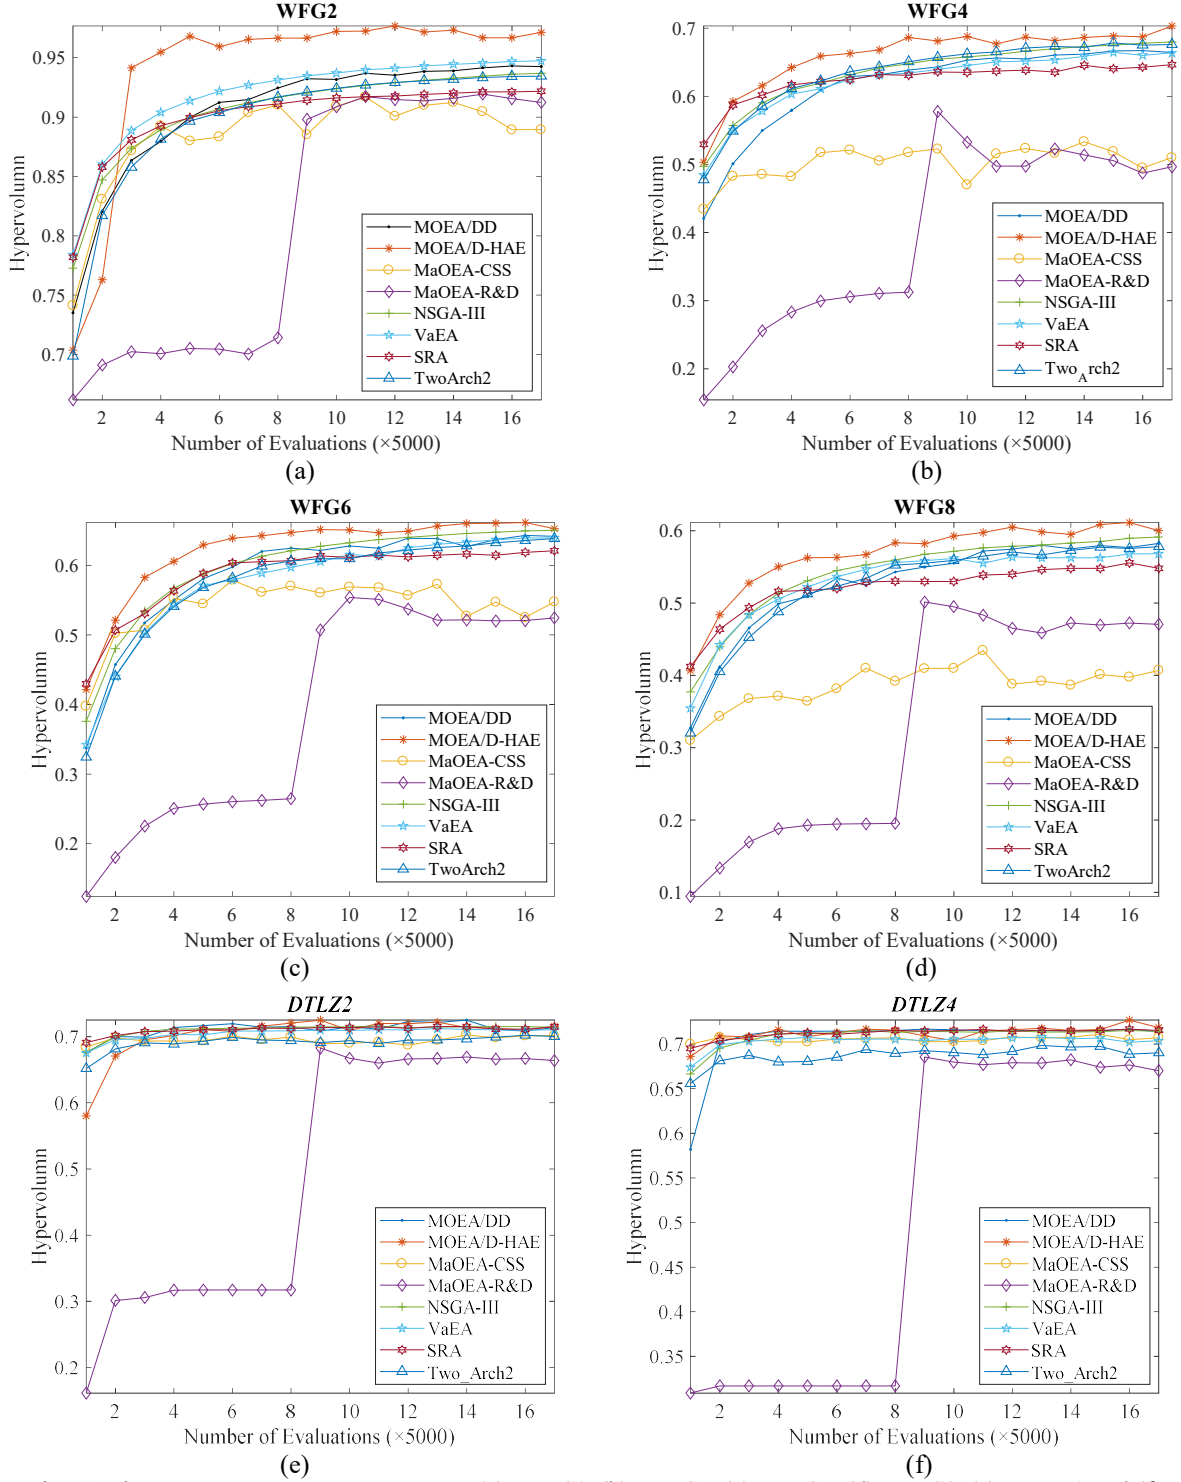 WFG2
Hypervolumn
0.95
0.9
0.85
0.8
0.75
0.7
2 4 6 8 10 12 14 16
MOEA/DD
MOEA/D-HAE
MaOEA-CSS
MaOEA-R&D
NSGA-III
VaEA
SRA
TwoArch2
Number of Evaluations (×5000)
(a)
WFG4
Hypervolumn
0.7
0.6
0.5
0.4
0.3
0.2
2 4 6 8 10 12 14 16
MOEA/DD
MOEA/D-HAE
MaOEA-CSS
MaOEA-R&D
NSGA-III
VaEA
SRA
Two_Arch2
Number of Evaluations (×5000)
(b)
WFG6
Hypervolumn
0.6
0.5
0.4
0.3
0.2
2 4 6 8 10 12 14 16
MOEA/DD
MOEA/D-HAE
MaOEA-CSS
MaOEA-R&D
NSGA-III
VaEA
SRA
TwoArch2
Number of Evaluations (×5000)
(c)
WFG8
Hypervolumn
0.6
0.5
0.4
0.3
0.2
0.1
2 4 6 8 10 12 14 16
MOEA/DD
MOEA/D-HAE
MaOEA-CSS
MaOEA-R&D
NSGA-III
VaEA
SRA
TwoArch2
Number of Evaluations (×5000)
(d)
DTLZ2
Hypervolumn
0.7
0.6
0.5
0.4
0.3
0.2
2 4 6 8 10 12 14 16
MOEA/DD
MOEA/D-HAE
MaOEA-CSS
MaOEA-R&D
NSGA-III
VaEA
SRA
Two_Arch2
Number of Evaluations (×5000)
(e)
DTLZ4
Hypervolumn
0.7
0.65
0.6
0.55
0.5
0.45
0.4
0.35
2 4 6 8 10 12 14 16
MOEA/DD
MOEA/D-HAE
MaOEA-CSS
MaOEA-R&D
NSGA-III
VaEA
SRA
Two_Arch2
Number of Evaluations (×5000)
(f)